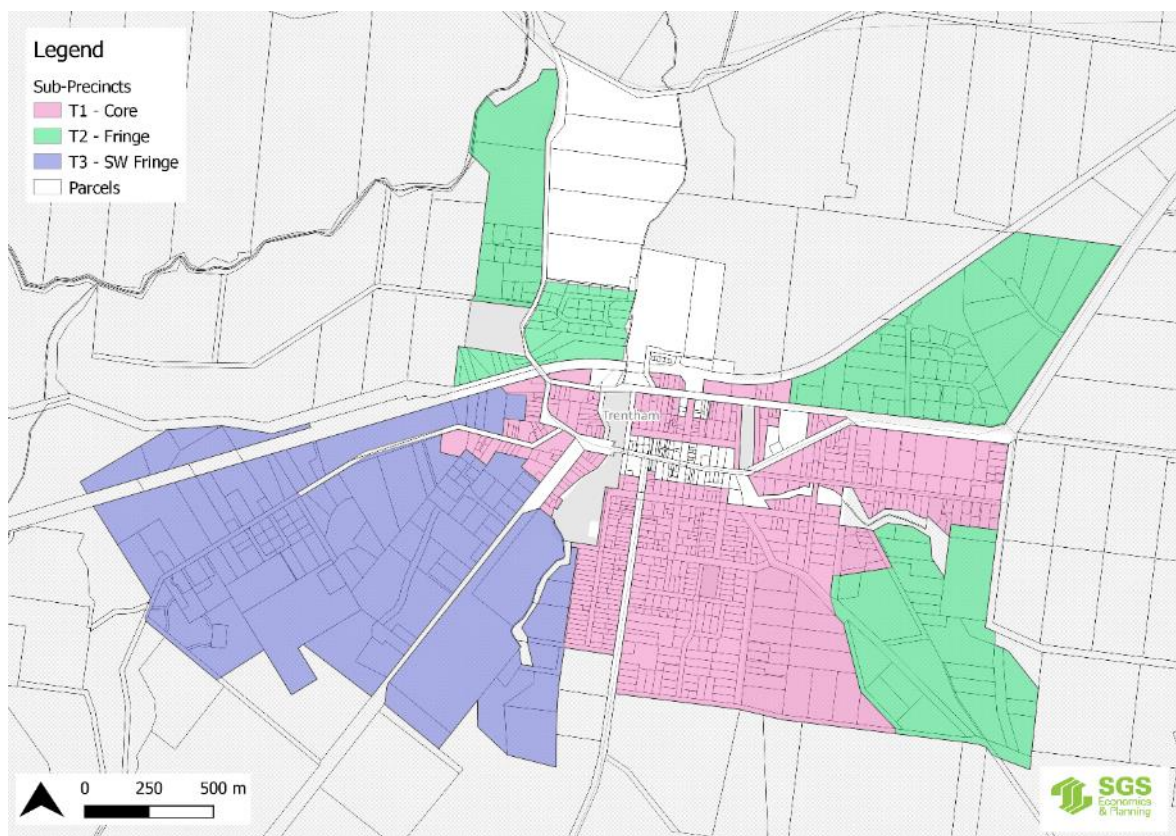 Legend
Sub-Precincts
T1 - Core
T2 - Fringe
T3 - SW Fringe
Parcels
Trentham
0 250 500 m
SGS
Economics
& Planning